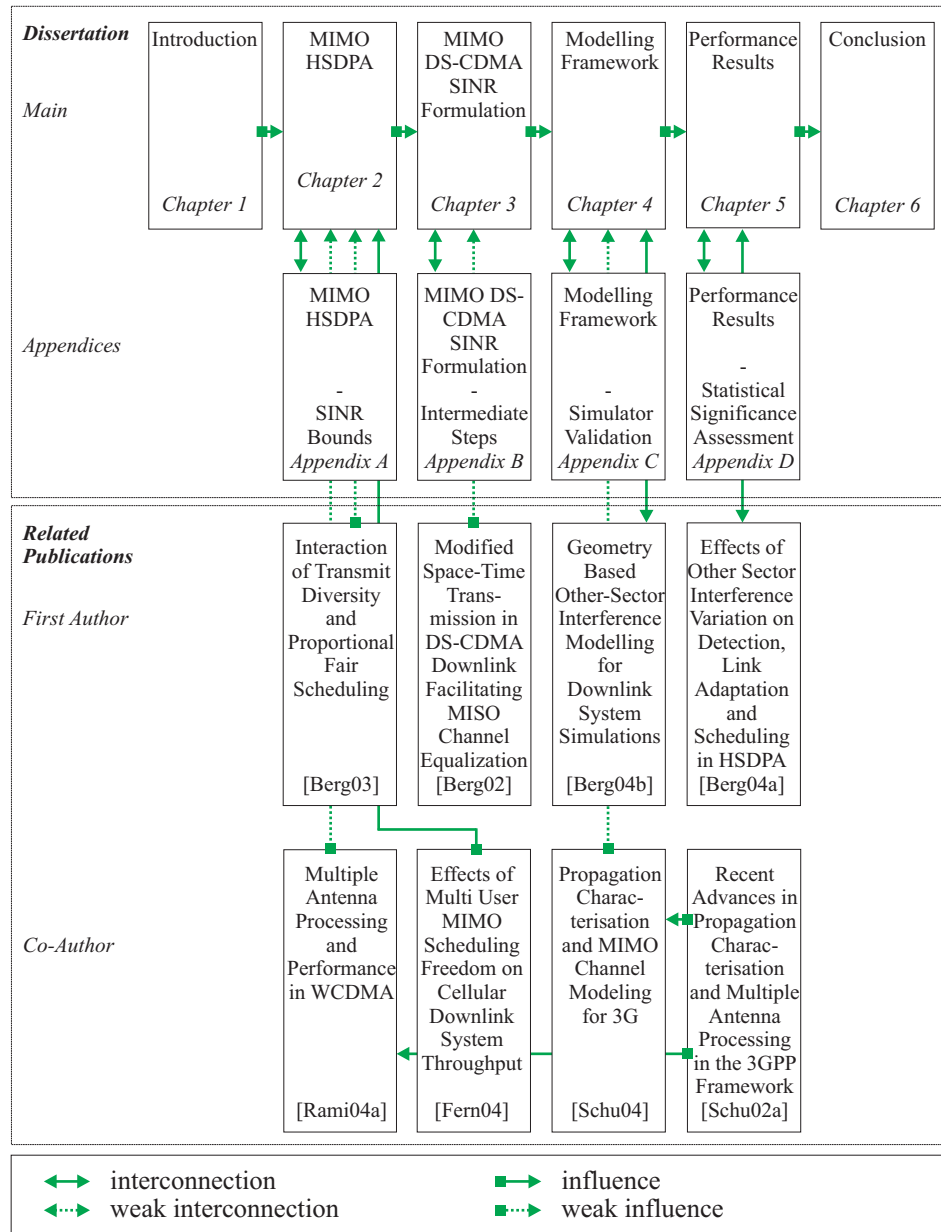 Dissertation
Main
Introduction
Chapter 1
MIMO
HSDPA
Chapter 2
MIMO
DS-CDMA
SINR
Formulation
Chapter 3
Modelling
Framework
Chapter 4
Performance
Results
Chapter 5
Conclusion
Chapter 6
Appendices
MIMO
HSDPA
-
SINR
Bounds
Appendix A
MIMO DS-
CDMA
SINR
Formulation
-
Intermediate
Steps
Appendix B
Modelling
Framework
-
Simulator
Validation
Appendix C
Performance
Results
-
Statistical
Significance
Assessment
Appendix D
Related
Publications
First Author
Interaction
of Transmit
Diversity
and
Proportional
Fair
Scheduling
[Berg03]
Modified
Space-Time
Trans-
mission in
DS-CDMA
Downlink
Facilitating
MISO
Channel
Equalization
[Berg02]
Geometry
Based
Other-Sector
Interference
Modelling
for
Downlink
System
Simulations
[Berg04b]
Effects of
Other Sector
Interference
Variation on
Detection,
Link
Adaptation
and
Scheduling
in HSDPA
[Berg04a]
Co-Author
Multiple
Antenna
Processing
and
Performance
in WCDMA
[Rami04a]
Effects of
Multi User
MIMO
Scheduling
Freedom on
Cellular
Downlink
System
Throughput
[Fern04]
Propagation
Charac-
terisation
and MIMO
Channel
Modeling
for 3G
[Schu04]
Recent
Advances in
Propagation
Charac-
terisation
and Multiple
Antenna
Processing
in the 3GPP
Framework
[Schu02a]
interconnection
weak interconnection
influence
weak influence